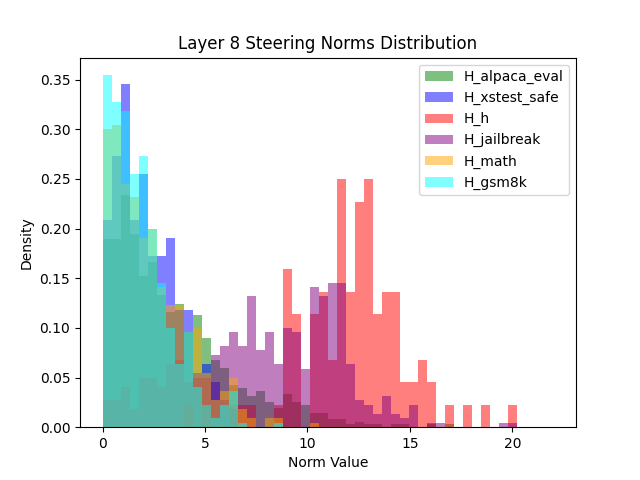 Layer 8 Steering Norms Distribution
H_alpaca_eval
H_xstest_safe
H_h
H_jailbreak
H_math
H_gsm8k
0.35
0.30
0.25
0.20
0.15
0.10
0.05
0.00
Density
0 5 10 15 20
Norm Value